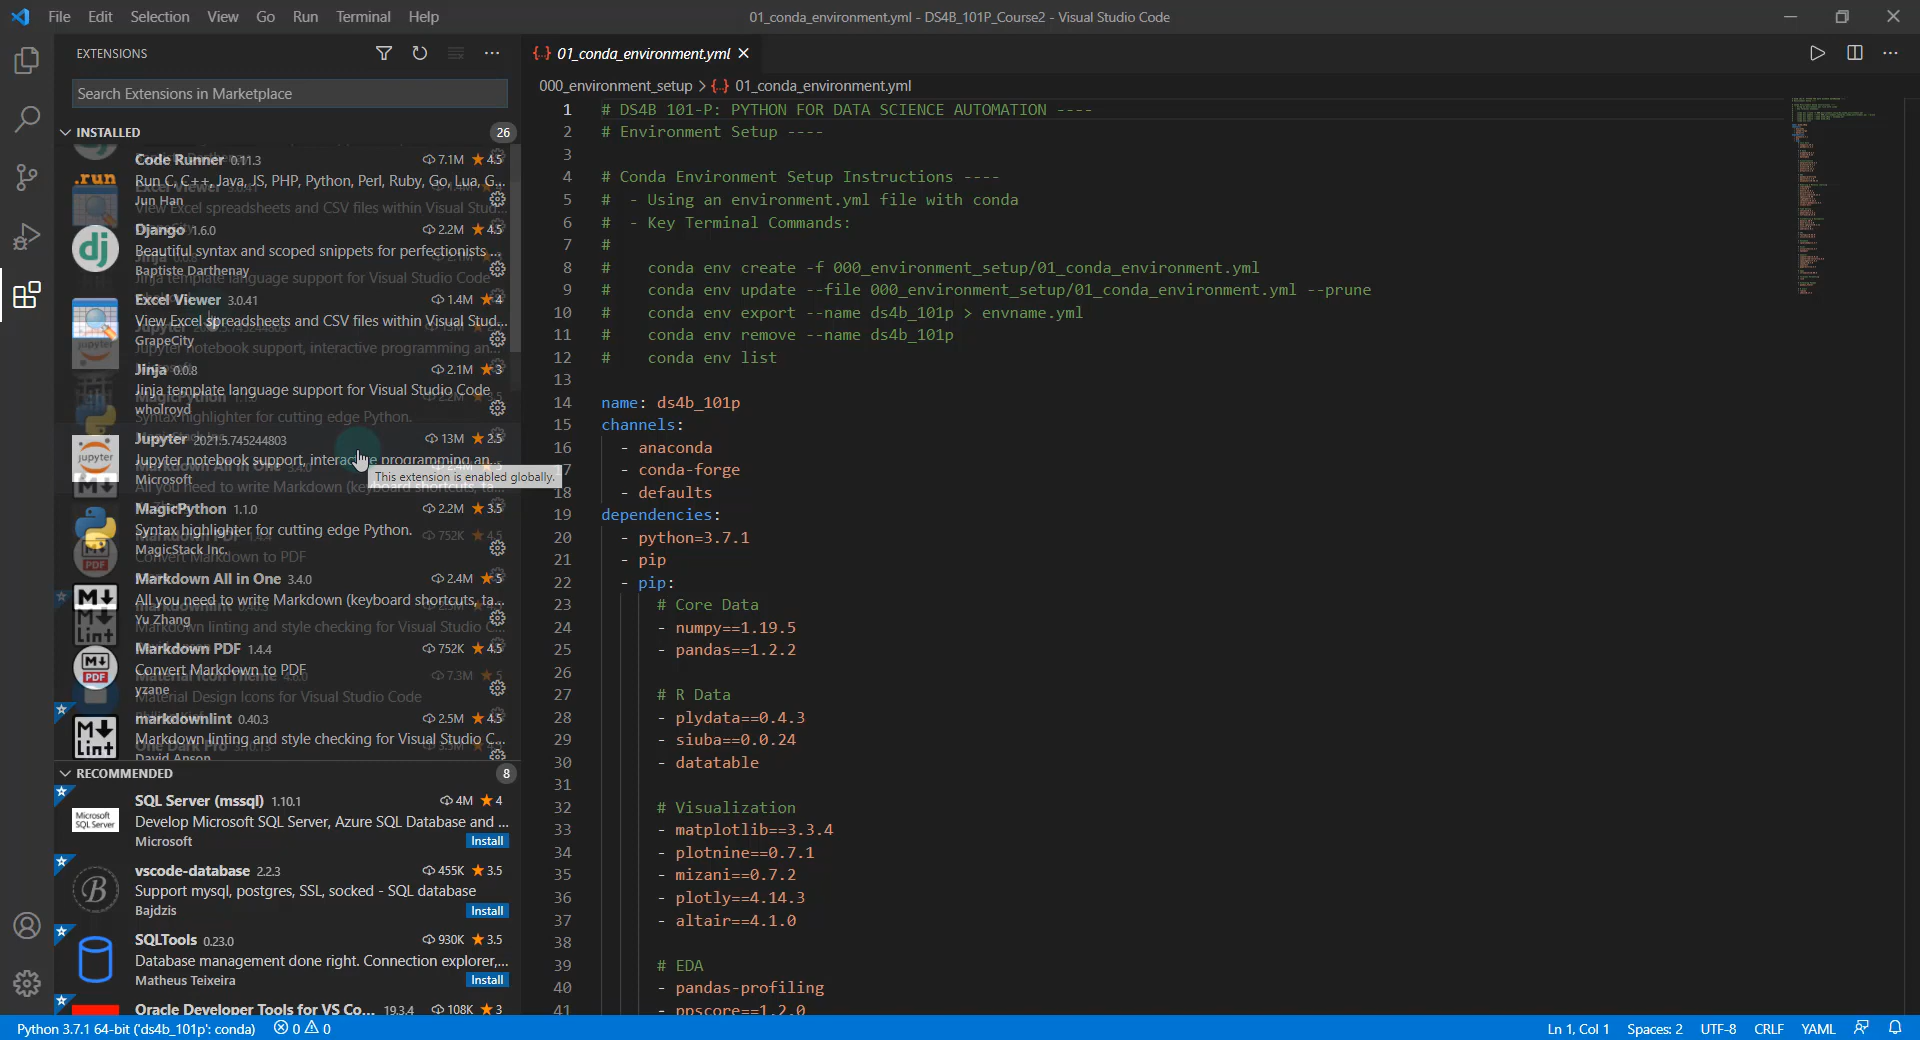 File Edit Selection View Go Run Terminal Help
01_conda_environment.yml - DS4B_101P_Course2 - Visual Studio Code
EXTENSIONS
Search Extensions in Marketplace
INSTALLED 26
Code Runner 0.11.3 7.1M 4.5
Run C, C++, Java, JS, PHP, Python, Perl, Ruby, Go, Lua, G...
Jun Han
Django 1.6.0 2.2M 4.5
Beautiful syntax and scoped snippets for perfectionists ...
Baptiste Darthenay
Excel Viewer 3.0.41 1.4M 4
View Excel spreadsheets and CSV files within Visual Stud...
GrapeCity
Jinja 0.0.8 2.1M 3
Jinja template language support for Visual Studio Code
wholroyd
Jupyter 2021.5.745244803 13M 2.5
Jupyter notebook support, interactive programming an...
Microsoft
This extension is enabled globally.
MagicPython 1.1.0 2.2M 3.5
Syntax highlighter for cutting edge Python.
MagicStack Inc.
Markdown All in One 3.4.0 2.4M 5
All you need to write Markdown (keyboard shortcuts, ta...
Yu Zhang
Markdown PDF 1.4.4 752K 4.5
Convert Markdown to PDF
yzane
markdownlint 0.40.3 2.5M 4.5
Markdown linting and style checking for Visual Studio C...
David Anson
RECOMMENDED 8
SQL Server (mssql) 1.10.1 4M 4
Develop Microsoft SQL Server, Azure SQL Database and ...
Microsoft Install
vscode-database 2.2.3 455K 3.5
Support mysql, postgres, SSL, socked - SQL database
Bajdzis Install
SQLTools 0.23.0 930K 3.5
Database management done right. Connection explorer,...
Matheus Teixeira Install
Oracle Developer Tools for VS Co... 19.3.4 108K 3
01_conda_environment.yml
000_environment_setup > 01_conda_environment.yml
1 # DS4B 101-P: PYTHON FOR DATA SCIENCE AUTOMATION ----
2 # Environment Setup ----
3
4 # Conda Environment Setup Instructions ----
5 # - Using an environment.yml file with conda
6 # - Key Terminal Commands:
7 #
8 # conda env create -f 000_environment_setup/01_conda_environment.yml
9 # conda env update --file 000_environment_setup/01_conda_environment.yml --prune
10 # conda env export --name ds4b_101p > envname.yml
11 # conda env remove --name ds4b_101p
12 # conda env list
13
14 name: ds4b_101p
15 channels:
16 - anaconda
17 - conda-forge
18 - defaults
19 dependencies:
20 - python=3.7.1
21 - pip
22 - pip:
23 # Core Data
24 - numpy==1.19.5
25 - pandas==1.2.2
26
27 # R Data
28 - plydata==0.4.3
29 - siuba==0.0.24
30 - datatable
31
32 # Visualization
33 - matplotlib==3.3.4
34 - plotnine==0.7.1
35 - mizani==0.7.2
36 - plotly==4.14.3
37 - altair==4.1.0
38
39 # EDA
40 - pandas-profiling
41 - ppscore==1.2.0
Python 3.7.1 64-bit ('ds4b_101p': conda) 0 0
Ln 1, Col 1 Spaces: 2 UTF-8 CRLF YAML